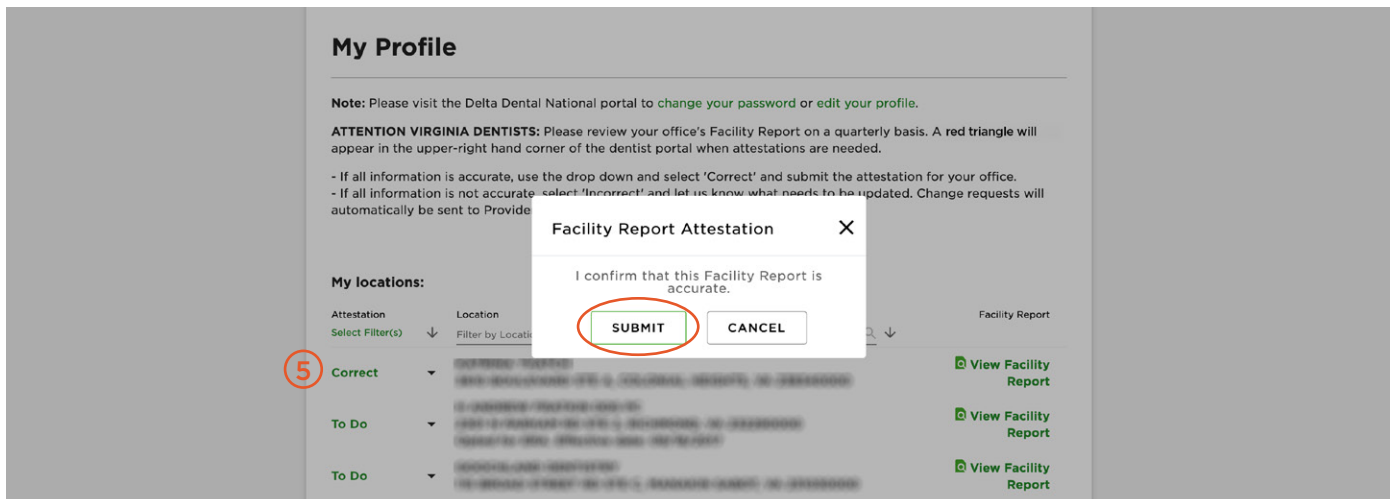 My Profile
Note: Please visit the Delta Dental National portal to change your password or edit your profile.
ATTENTION VIRGINIA DENTISTS: Please review your office's Facility Report on a quarterly basis. A red triangle will
appear in the upper-right hand corner of the dentist portal when attestations are needed.
- If all information is accurate, use the drop down and select 'Correct' and submit the attestation for your office.
- If all information is not accurate, select 'Incorrect' and let us know what needs to be updated. Change requests will
automatically be sent to Provide
Facility Report Attestation
I confirm that this Facility Report is
accurate.
SUBMIT CANCEL
My locations:
Attestation Location Facility Report
Select Filter(s) Filter by Locati
5 Correct View Facility
Report
To Do View Facility
Report
To Do View Facility
Report